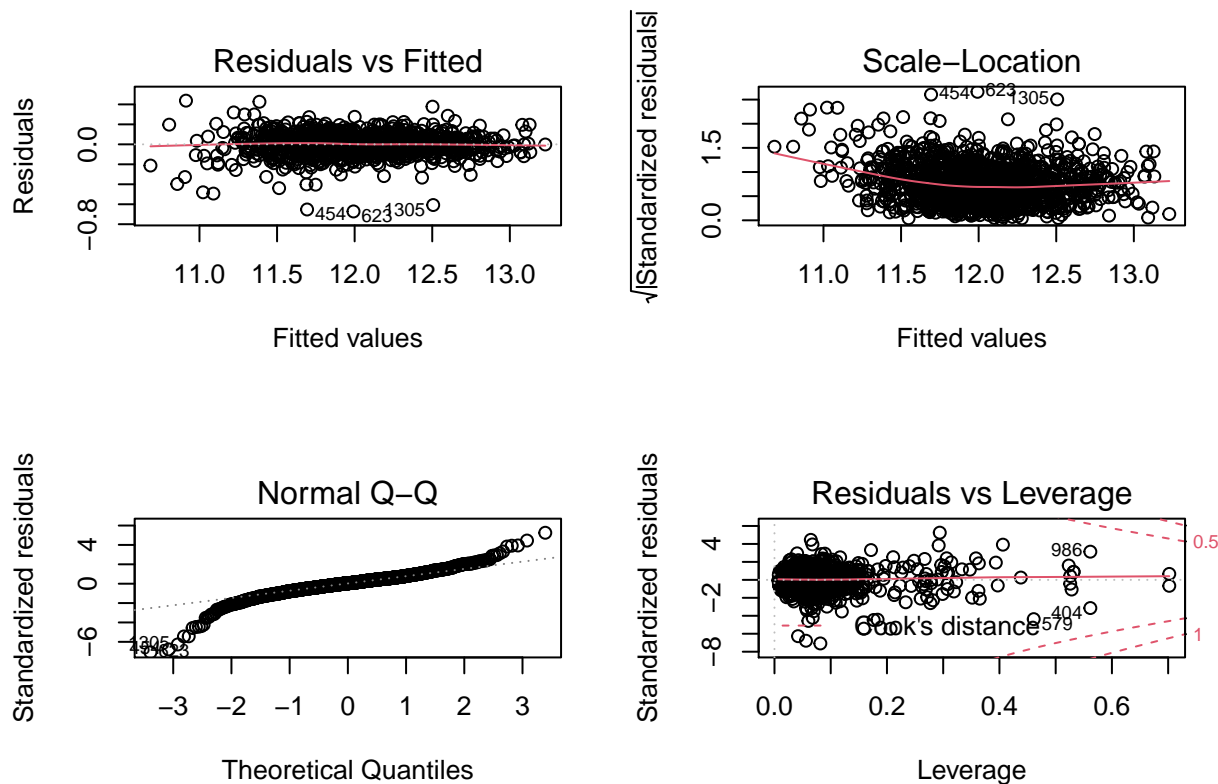 Residuals vs Fitted
Residuals
0.0
−0.8
454
623
1305
11.0 11.5 12.0 12.5 13.0
Fitted values
Scale−Location
√|Standardized residuals|
1.5
0.0
454
623
1305
11.0 11.5 12.0 12.5 13.0
Fitted values
Normal Q−Q
Standardized residuals
4
0
−6
1305
−3 −2 −1 0 1 2 3
Theoretical Quantiles
Residuals vs Leverage
Standardized residuals
4
−2
−8
986
404
579
Cook's distance
0.5
1
0.0 0.2 0.4 0.6
Leverage